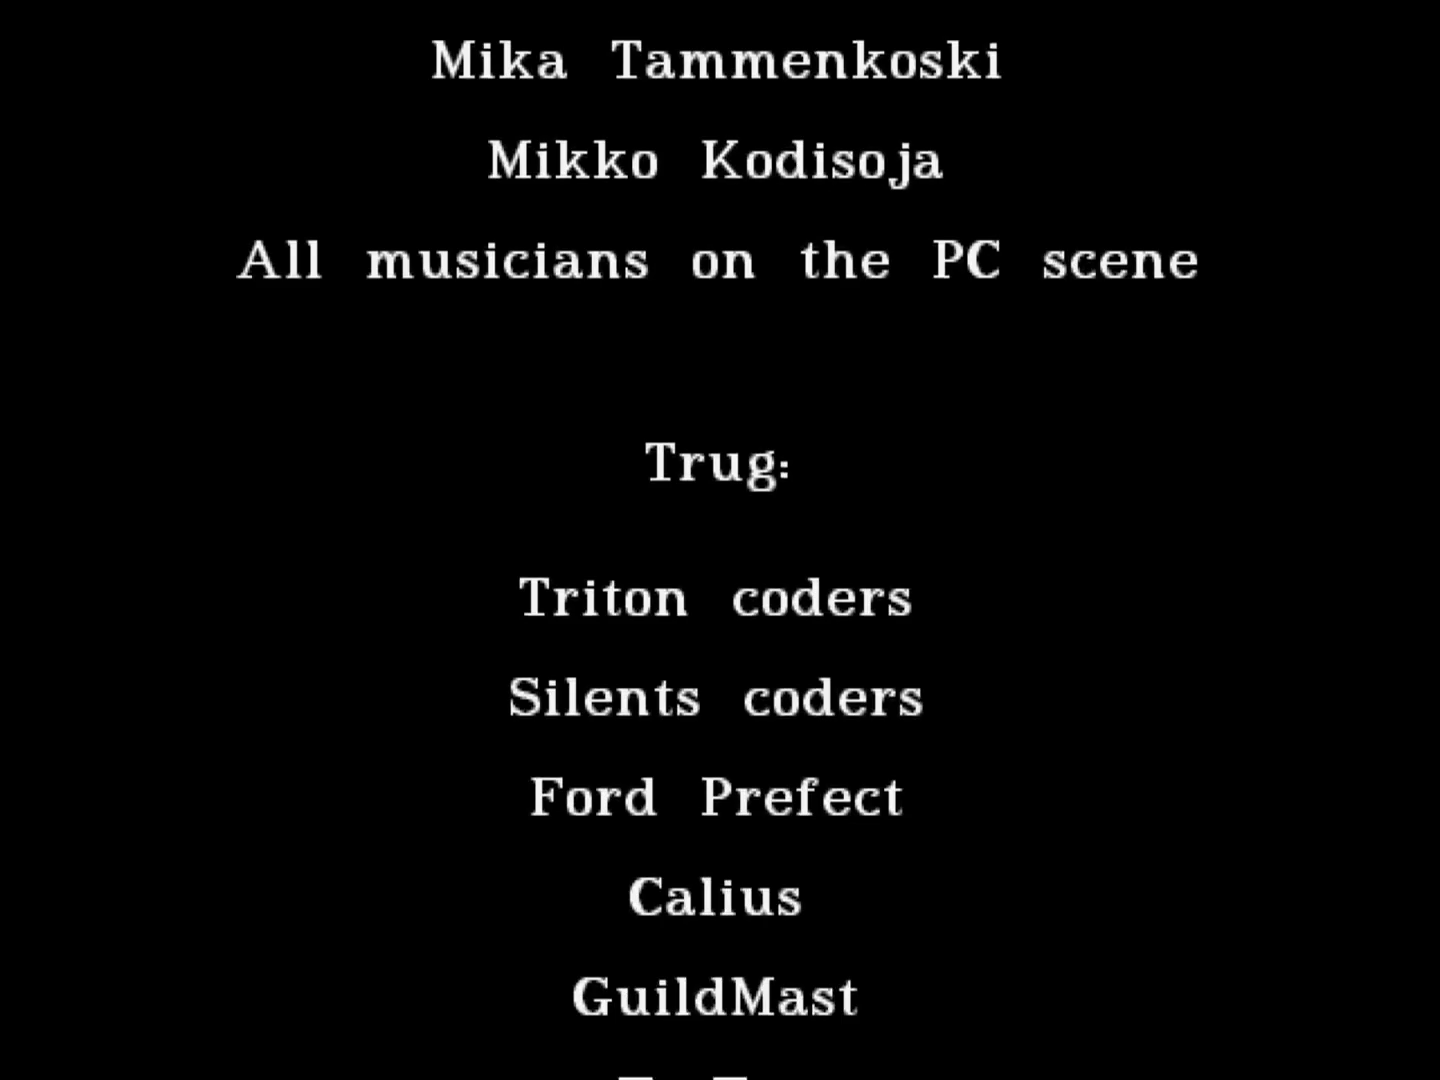 Mika Tammenkoski
Mikko Kodisoja
All musicians on the PC scene
Trug:
Triton coders
Silents coders
Ford Prefect
Calius
GuildMast